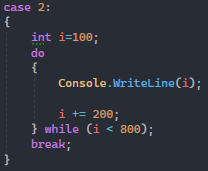 case 2:
{
int i=100;
do
{
Console.WriteLine(i);
i += 200;
} while (i < 800);
break;
}